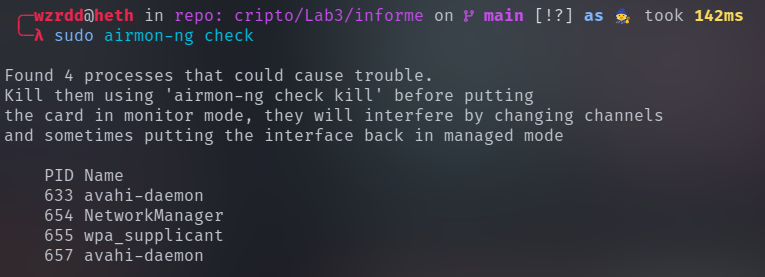 wzrdd@heth in repo: cripto/Lab3/informe on main [!?] as 🧙 took 142ms
λ sudo airmon-ng check
Found 4 processes that could cause trouble.
Kill them using 'airmon-ng check kill' before putting
the card in monitor mode, they will interfere by changing channels
and sometimes putting the interface back in managed mode
PID Name
633 avahi-daemon
654 NetworkManager
655 wpa_supplicant
657 avahi-daemon